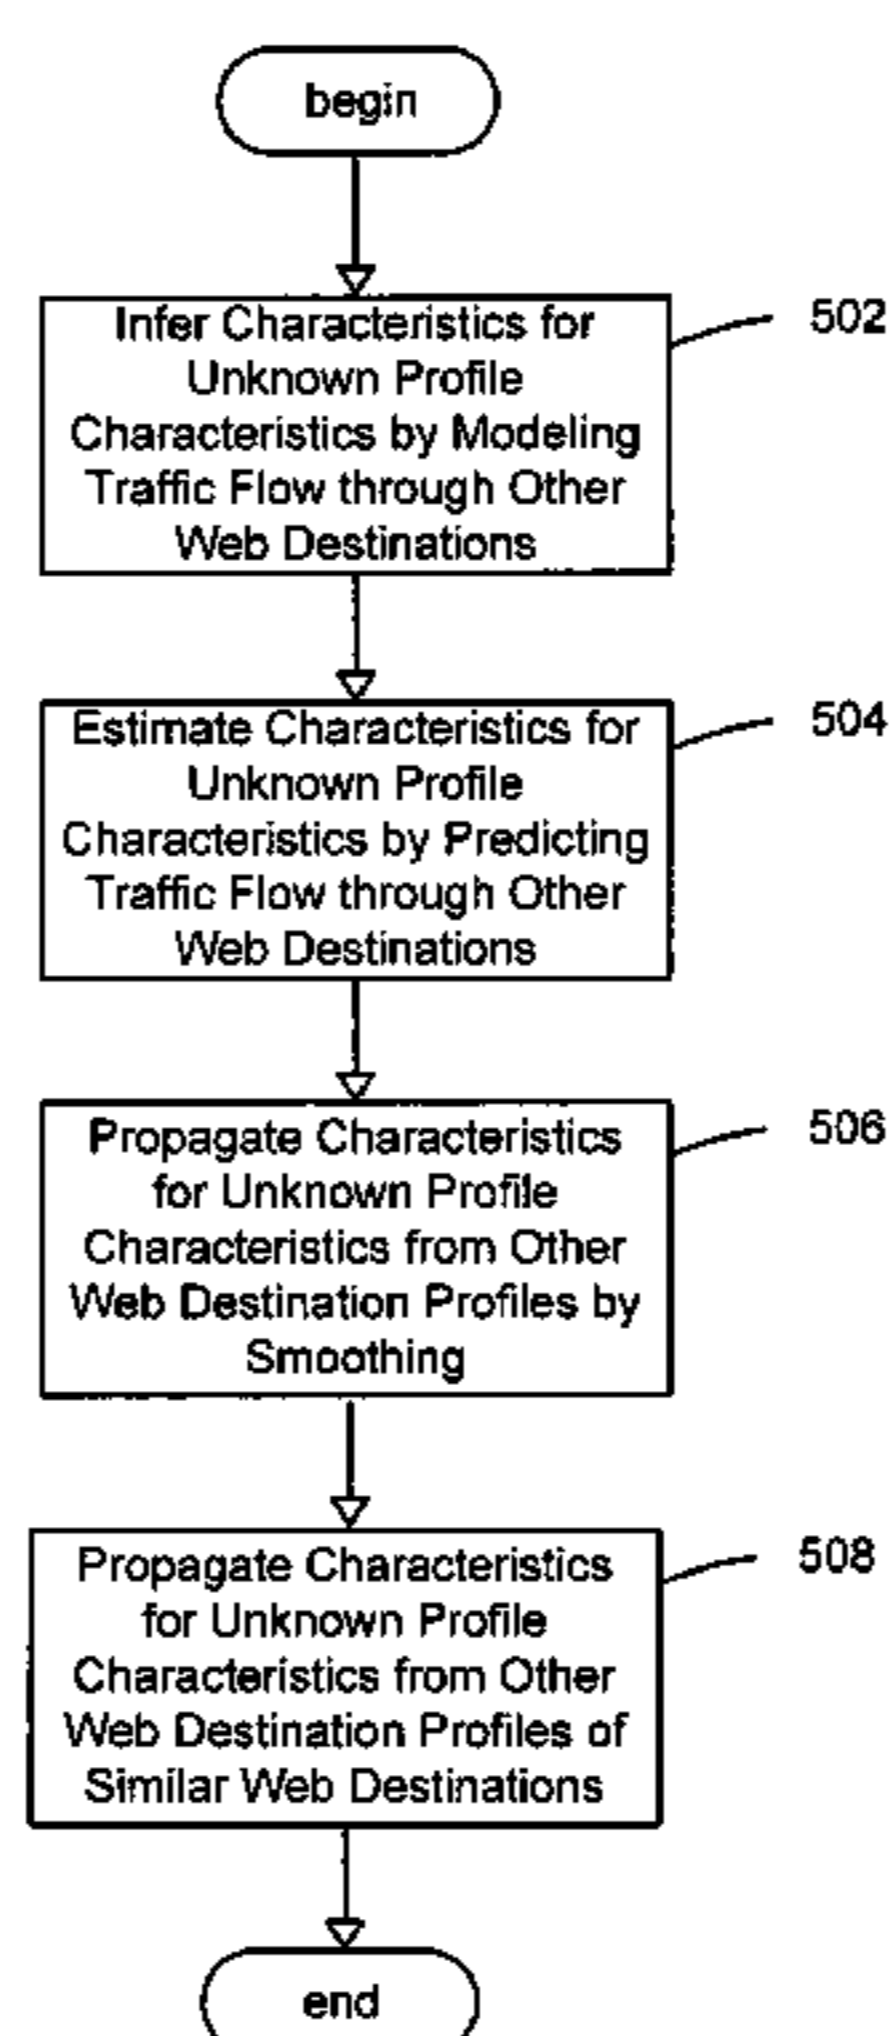 begin
Infer Characteristics for
Unknown Profile
Characteristics by Modeling
Traffic Flow through Other
Web Destinations
502
Estimate Characteristics for
Unknown Profile
Characteristics by Predicting
Traffic Flow through Other
Web Destinations
504
Propagate Characteristics
for Unknown Profile
Characteristics from Other
Web Destination Profiles by
Smoothing
506
Propagate Characteristics
for Unknown Profile
Characteristics from Other
Web Destination Profiles of
Similar Web Destinations
508
end